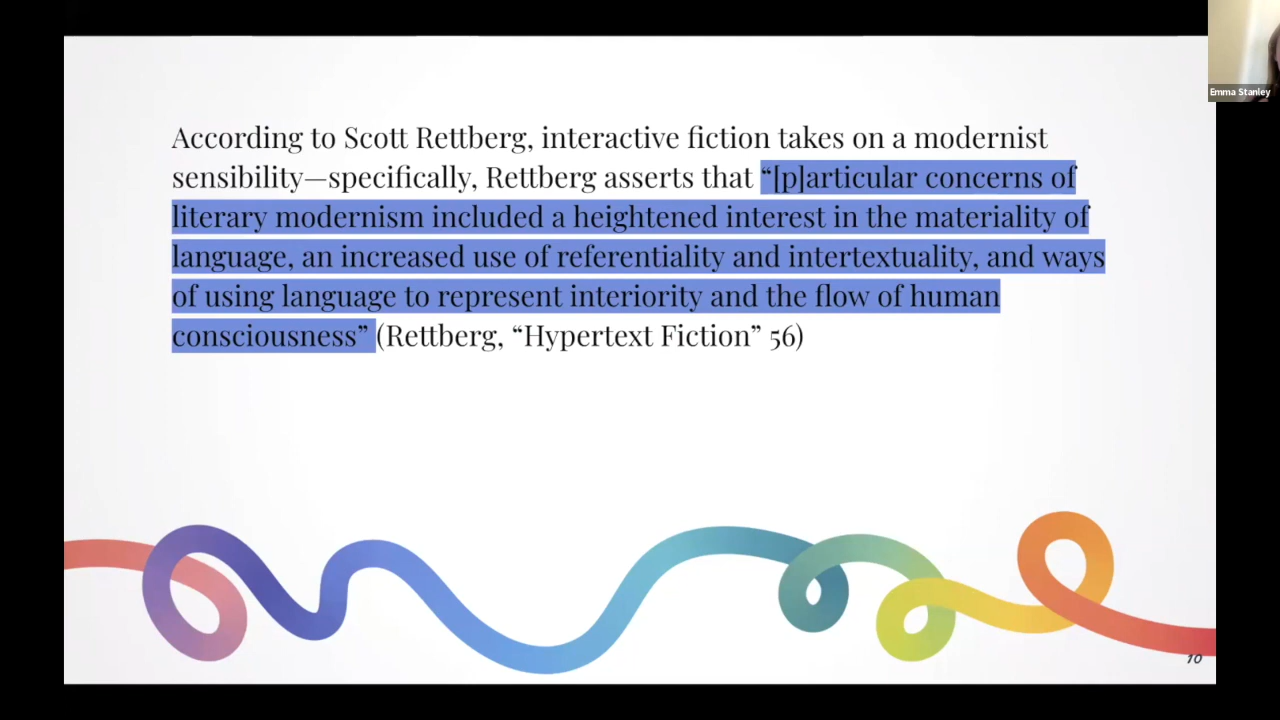 Emma Stanley
According to Scott Rettberg, interactive fiction takes on a modernist
sensibility—specifically, Rettberg asserts that “[p]articular concerns of
literary modernism included a heightened interest in the materiality of
language, an increased use of referentiality and intertextuality, and ways
of using language to represent interiority and the flow of human
consciousness” (Rettberg, “Hypertext Fiction” 56)
10